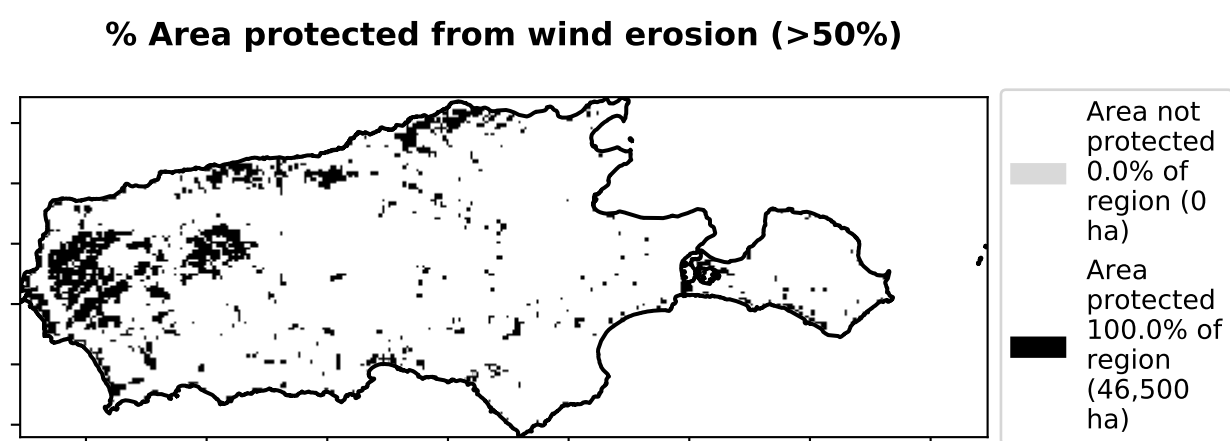 % Area protected from wind erosion (>50%)
Area not
protected
0.0% of
region (0
ha)
Area
protected
100.0% of
region
(46,500
ha)